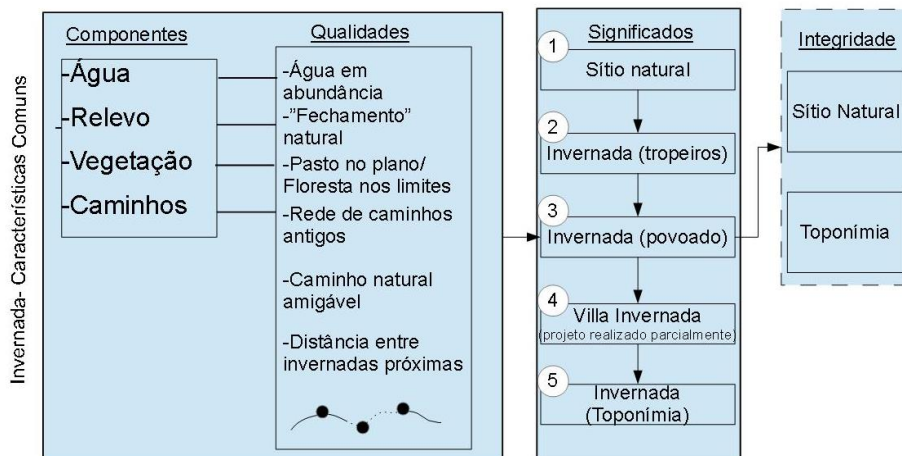 Invernada- Características Comuns
Componentes
-Água
-Relevo
-Vegetação
-Caminhos
Qualidades
-Água em
abundância
-”Fechamento”
natural
-Pasto no plano/
Floresta nos limites
-Rede de caminhos
antigos
-Caminho natural
amigável
-Distância entre
invernadas próximas
Significados
1
Sítio natural
2
Invernada (tropeiros)
3
Invernada (povoado)
4
Villa Invernada
(projeto realizado parcialmente)
5
Invernada
(Toponímia)
Integridade
Sítio Natural
Toponímia